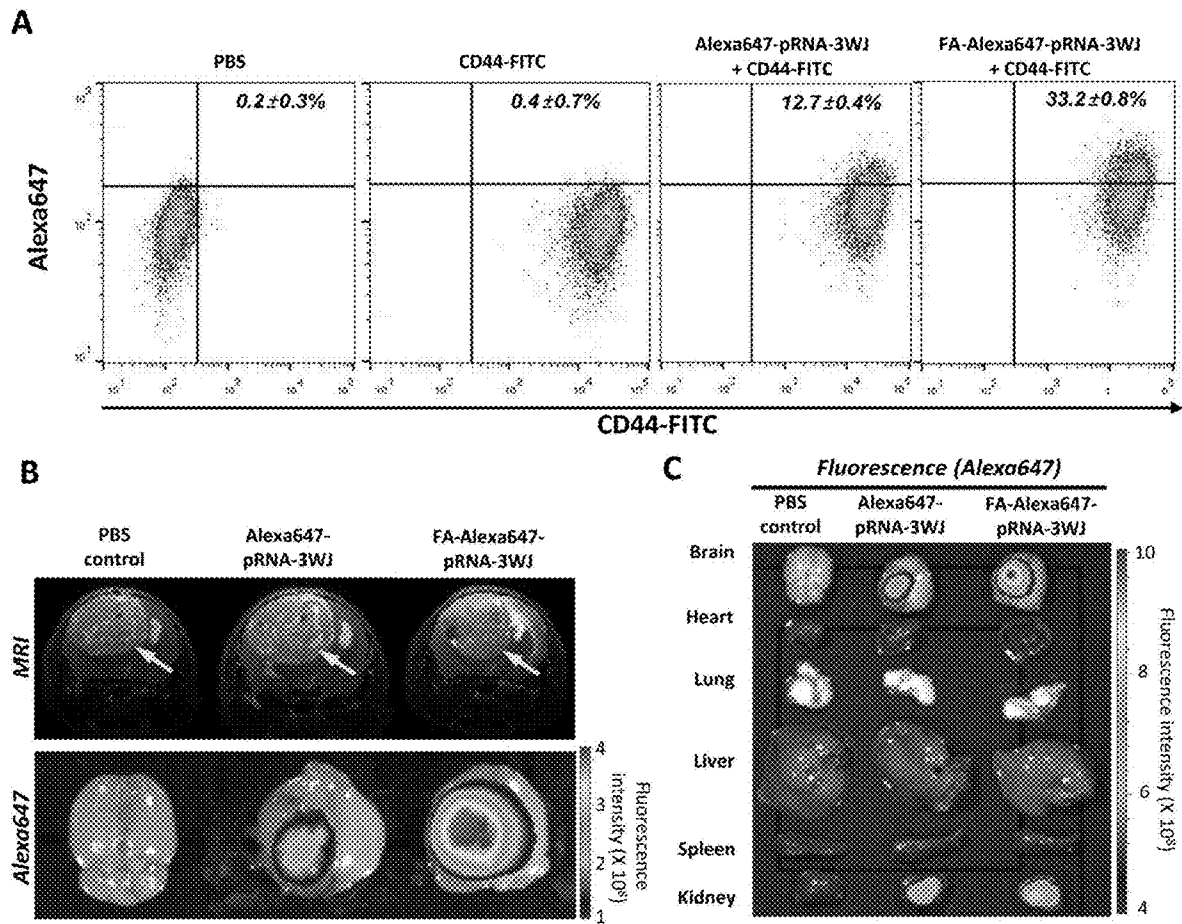 A
PBS
CD44-FITC
Alexa647-pRNA-3WJ
+ CD44-FITC
FA-Alexa647-pRNA-3WJ
+ CD44-FITC
0.2±0.3%
0.4±0.7%
12.7±0.4%
33.2±0.8%
Alexa647
CD44-FITC
B
PBS
control
Alexa647-
pRNA-3WJ
FA-Alexa647-
pRNA-3WJ
MRI
Alexa647
4
3
2
1
Fluorescence
intensity (X 10⁸)
C
Fluorescence (Alexa647)
PBS
control
Alexa647-
pRNA-3WJ
FA-Alexa647-
pRNA-3WJ
Brain
Heart
Lung
Liver
Spleen
Kidney
10
8
6
4
Fluorescence intensity (X 10⁸)